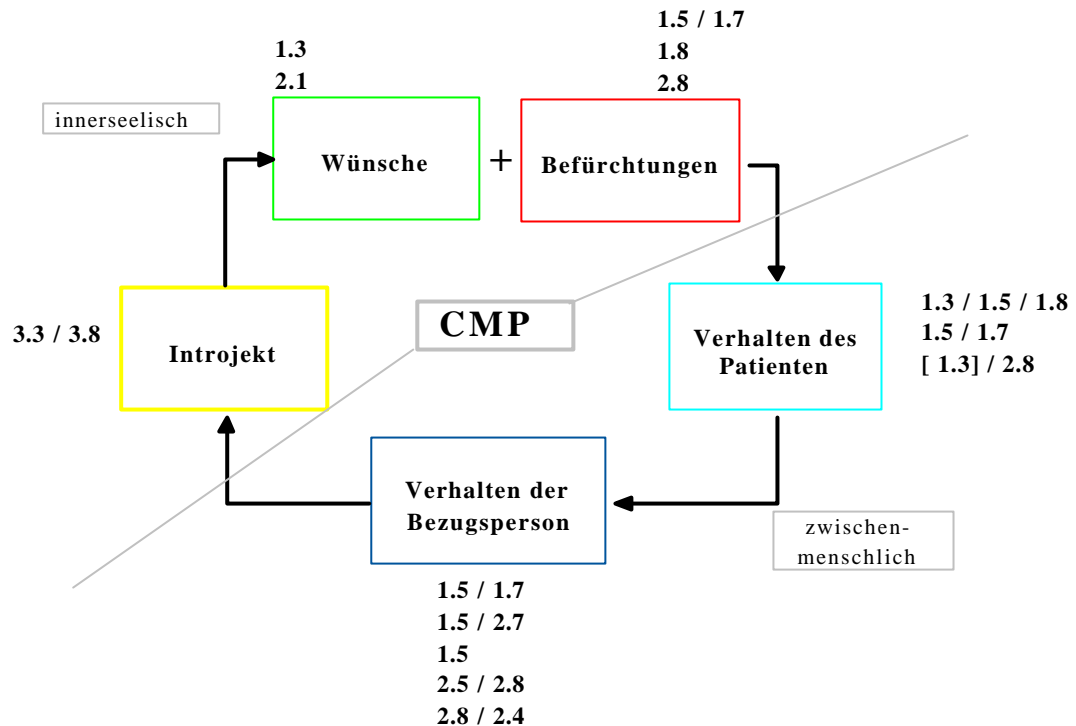 1.5 / 1.7
1.3
1.8
2.1
2.8
innerseelisch
Wünsche
+
Befürchtungen
CMP
3.3 / 3.8
Introjekt
Verhalten des
Patienten
1.3 / 1.5 / 1.8
1.5 / 1.7
[ 1.3] / 2.8
Verhalten der
Bezugsperson
zwischen-
menschlich
1.5 / 1.7
1.5 / 2.7
1.5
2.5 / 2.8
2.8 / 2.4